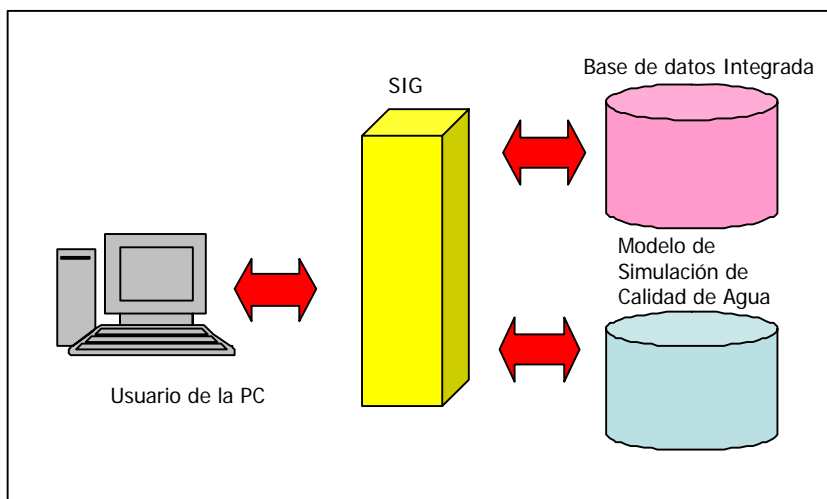 Base de datos Integrada
SIG
Modelo de
Simulación de
Calidad de Agua
Usuario de la PC